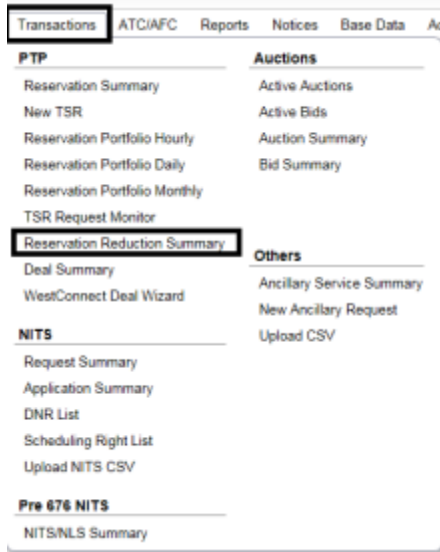 Transactions ATC/AFC Reports Notices Base Data
PTP
Reservation Summary
New TSR
Reservation Portfolio Hourly
Reservation Portfolio Daily
Reservation Portfolio Monthly
TSR Request Monitor
Reservation Reduction Summary
Deal Summary
WestConnect Deal Wizard
NITS
Request Summary
Application Summary
DNR List
Scheduling Right List
Upload NITS CSV
Pre 676 NITS
NITS/NLS Summary
Auctions
Active Auctions
Active Bids
Auction Summary
Bid Summary
Others
Ancillary Service Summary
New Ancillary Request
Upload CSV